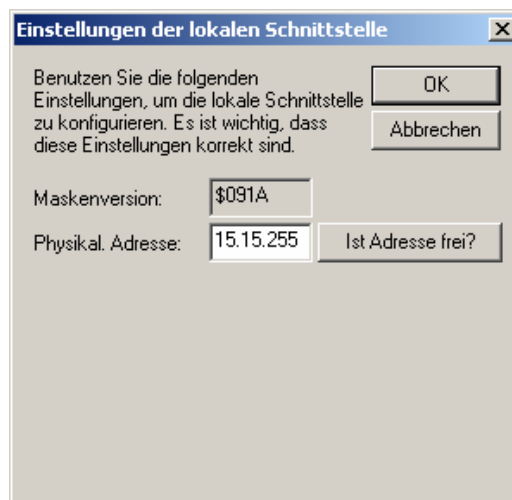 Einstellungen der lokalen Schnittstelle
Benutzen Sie die folgenden
Einstellungen, um die lokale Schnittstelle
zu konfigurieren. Es ist wichtig, dass
diese Einstellungen korrekt sind.
OK
Abbrechen
Maskenversion: $091A
Physikal. Adresse: 15.15.255 Ist Adresse frei?